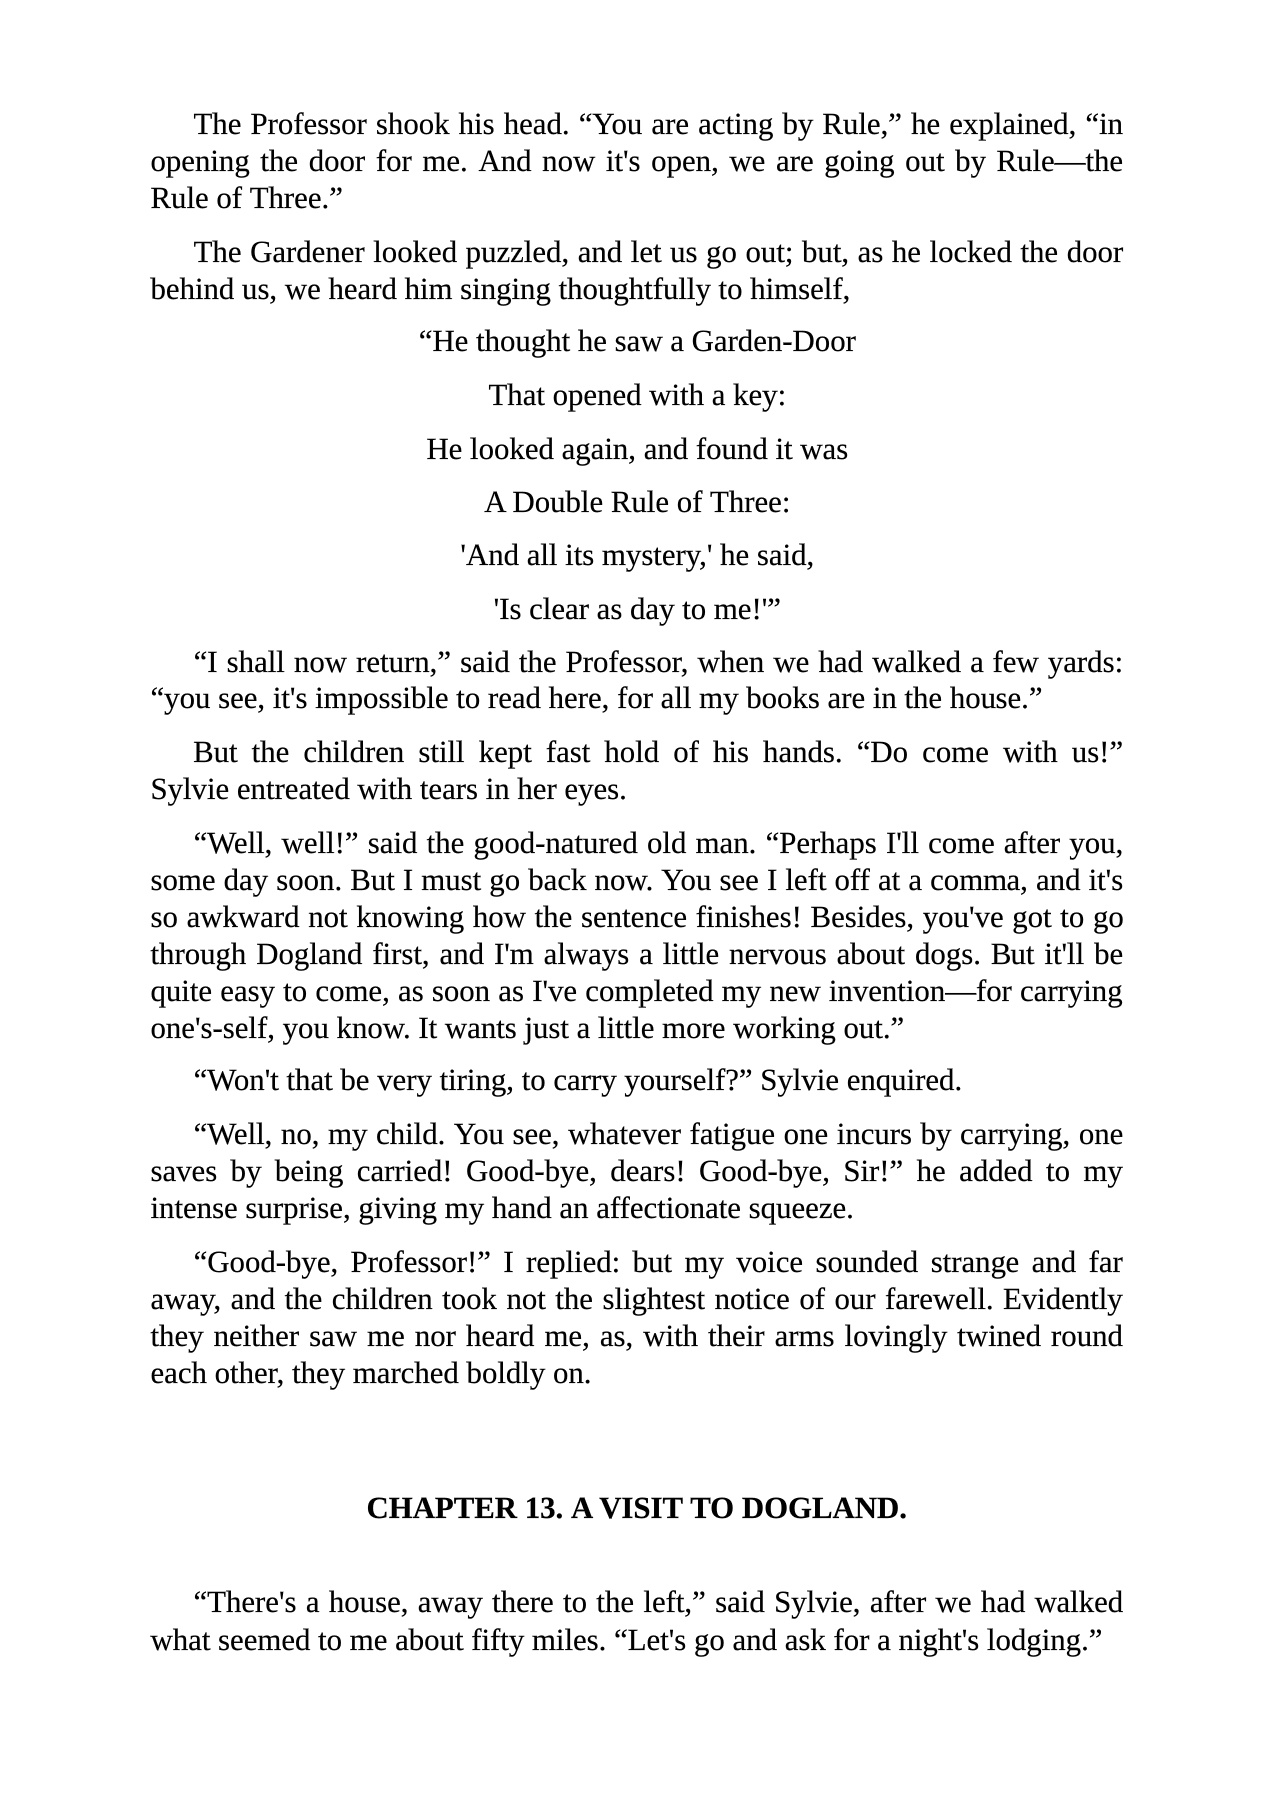 The Professor shook his head. “You are acting by Rule,” he explained, “in
opening the door for me. And now it's open, we are going out by Rule—the
Rule of Three.”
The Gardener looked puzzled, and let us go out; but, as he locked the door
behind us, we heard him singing thoughtfully to himself,
“He thought he saw a Garden-Door
That opened with a key:
He looked again, and found it was
A Double Rule of Three:
'And all its mystery,' he said,
'Is clear as day to me!'”
“I shall now return,” said the Professor, when we had walked a few yards:
“you see, it's impossible to read here, for all my books are in the house.”
But the children still kept fast hold of his hands. “Do come with us!”
Sylvie entreated with tears in her eyes.
“Well, well!” said the good-natured old man. “Perhaps I'll come after you,
some day soon. But I must go back now. You see I left off at a comma, and it's
so awkward not knowing how the sentence finishes! Besides, you've got to go
through Dogland first, and I'm always a little nervous about dogs. But it'll be
quite easy to come, as soon as I've completed my new invention—for carrying
one's-self, you know. It wants just a little more working out.”
“Won't that be very tiring, to carry yourself?” Sylvie enquired.
“Well, no, my child. You see, whatever fatigue one incurs by carrying, one
saves by being carried! Good-bye, dears! Good-bye, Sir!” he added to my
intense surprise, giving my hand an affectionate squeeze.
“Good-bye, Professor!” I replied: but my voice sounded strange and far
away, and the children took not the slightest notice of our farewell. Evidently
they neither saw me nor heard me, as, with their arms lovingly twined round
each other, they marched boldly on.
CHAPTER 13. A VISIT TO DOGLAND.
“There's a house, away there to the left,” said Sylvie, after we had walked
what seemed to me about fifty miles. “Let's go and ask for a night's lodging.”